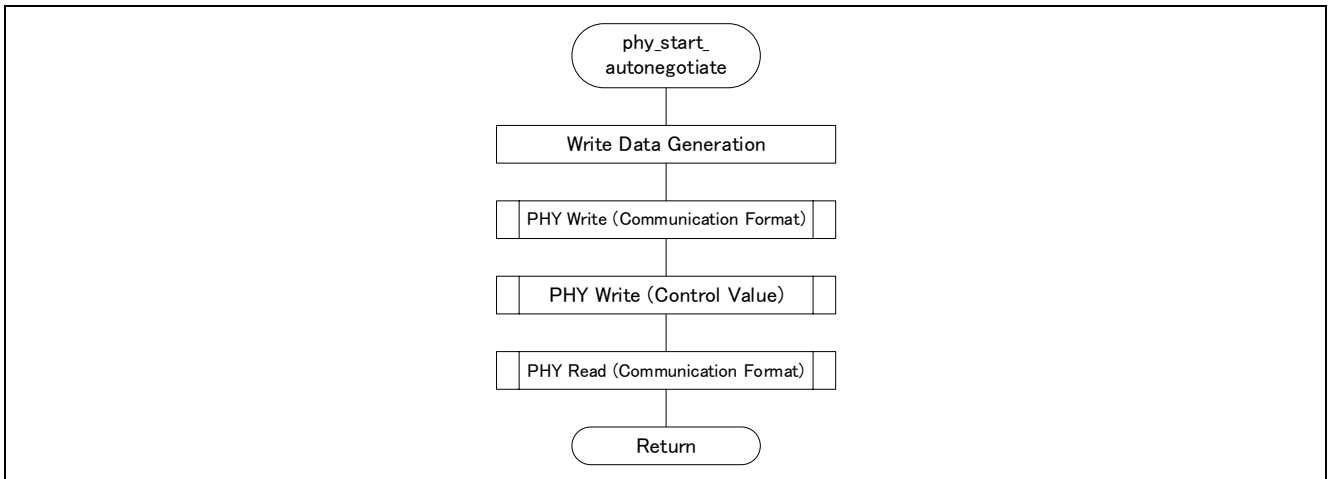 phy_start_
autonegotiate
Write Data Generation
PHY Write (Communication Format)
PHY Write (Control Value)
PHY Read (Communication Format)
Return